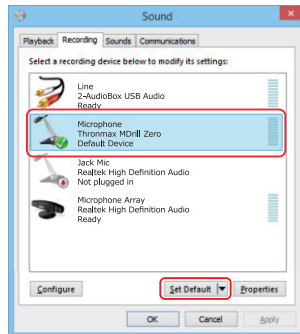 Sound
Playback Recording Sounds Communications
Select a recording device below to modify its settings:
Line
2-AudioBox USB Audio
Ready
Microphone
Thronmax MDrill Zero
Default Device
Jack Mic
Realtek High Definition Audio
Not plugged in
Microphone Array
Realtek High Definition Audio
Ready
Configure Set Default Properties
OK Cancel Apply